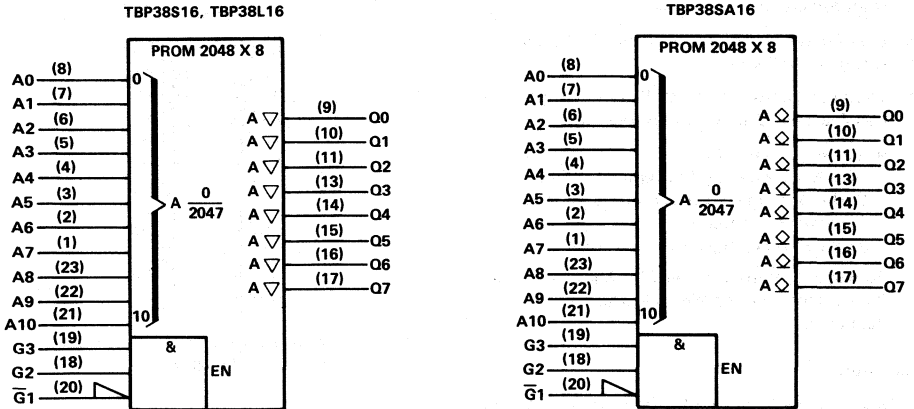 TBP38S16, TBP38L16
PROM 2048 X 8
A0 (8) 0
A1 (7)
A2 (6)
A3 (5)
A4 (4)
A5 (3)
A6 (2)
A7 (1)
A8 (23)
A9 (22)
A10 (21) 10
G3 (19)
G2 (18)
G1 (20)
&
EN
A 0
2047
A (9) Q0
A (10) Q1
A (11) Q2
A (13) Q3
A (14) Q4
A (15) Q5
A (16) Q6
A (17) Q7
TBP38SA16
PROM 2048 X 8
A0 (8) 0
A1 (7)
A2 (6)
A3 (5)
A4 (4)
A5 (3)
A6 (2)
A7 (1)
A8 (23)
A9 (22)
A10 (21) 10
G3 (19)
G2 (18)
G1 (20)
&
EN
A 0
2047
A (9) Q0
A (10) Q1
A (11) Q2
A (13) Q3
A (14) Q4
A (15) Q5
A (16) Q6
A (17) Q7